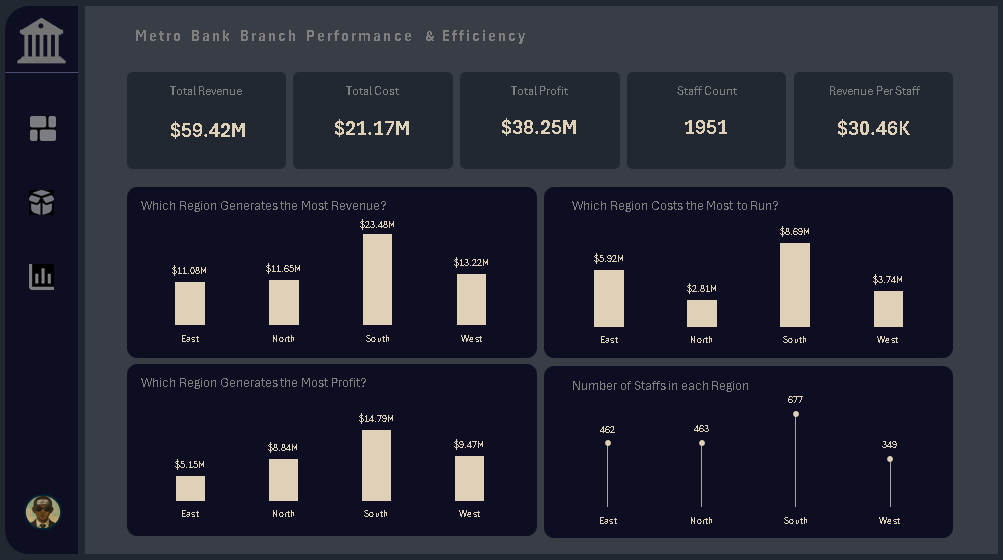 Metro Bank Branch Performance & Efficiency
Total Revenue
$59.42M
Total Cost
$21.17M
Total Profit
$38.25M
Staff Count
1951
Revenue Per Staff
$30.46K
Which Region Generates the Most Revenue?
$11.08M
$11.65M
$23.48M
$13.22M
East
North
South
West
Which Region Costs the Most to Run?
$5.92M
$2.81M
$8.69M
$3.74M
East
North
South
West
Which Region Generates the Most Profit?
$5.15M
$8.84M
$14.79M
$9.47M
East
North
South
West
Number of Staffs in each Region
462
463
677
349
East
North
South
West